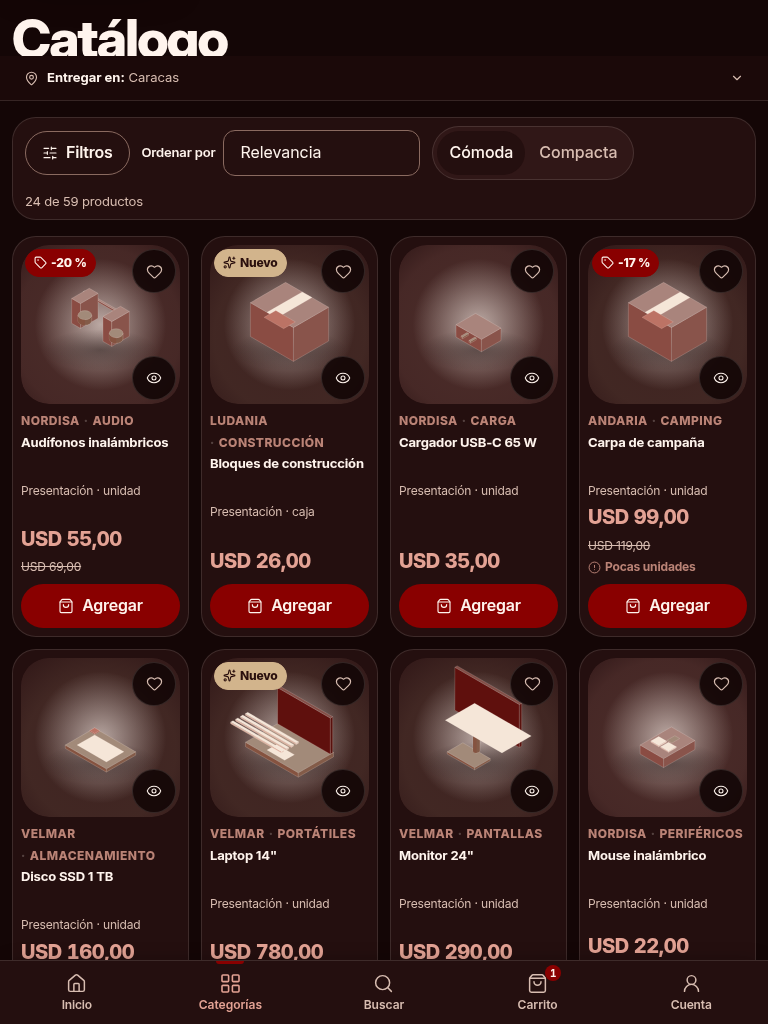 Catálogo
Entregar en: Caracas
Filtros
Ordenar por
Relevancia
Cómoda
Compacta
24 de 59 productos
-20 %
NORDISA · AUDIO
Audífonos inalámbricos
Presentación · unidad
USD 55,00
USD 69,00
Agregar
Nuevo
LUDANIA
· CONSTRUCCIÓN
Bloques de construcción
Presentación · caja
USD 26,00
Agregar
NORDISA · CARGA
Cargador USB-C 65 W
Presentación · unidad
USD 35,00
Agregar
-17 %
ANDARIA · CAMPING
Carpa de campaña
Presentación · unidad
USD 99,00
USD 119,00
Pocas unidades
Agregar
VELMAR
· ALMACENAMIENTO
Disco SSD 1 TB
Presentación · unidad
USD 160,00
Nuevo
VELMAR · PORTÁTILES
Laptop 14"
Presentación · unidad
USD 780,00
VELMAR · PANTALLAS
Monitor 24"
Presentación · unidad
USD 290,00
NORDISA · PERIFÉRICOS
Mouse inalámbrico
Presentación · unidad
USD 22,00
Inicio
Categorías
Buscar
1
Carrito
Cuenta